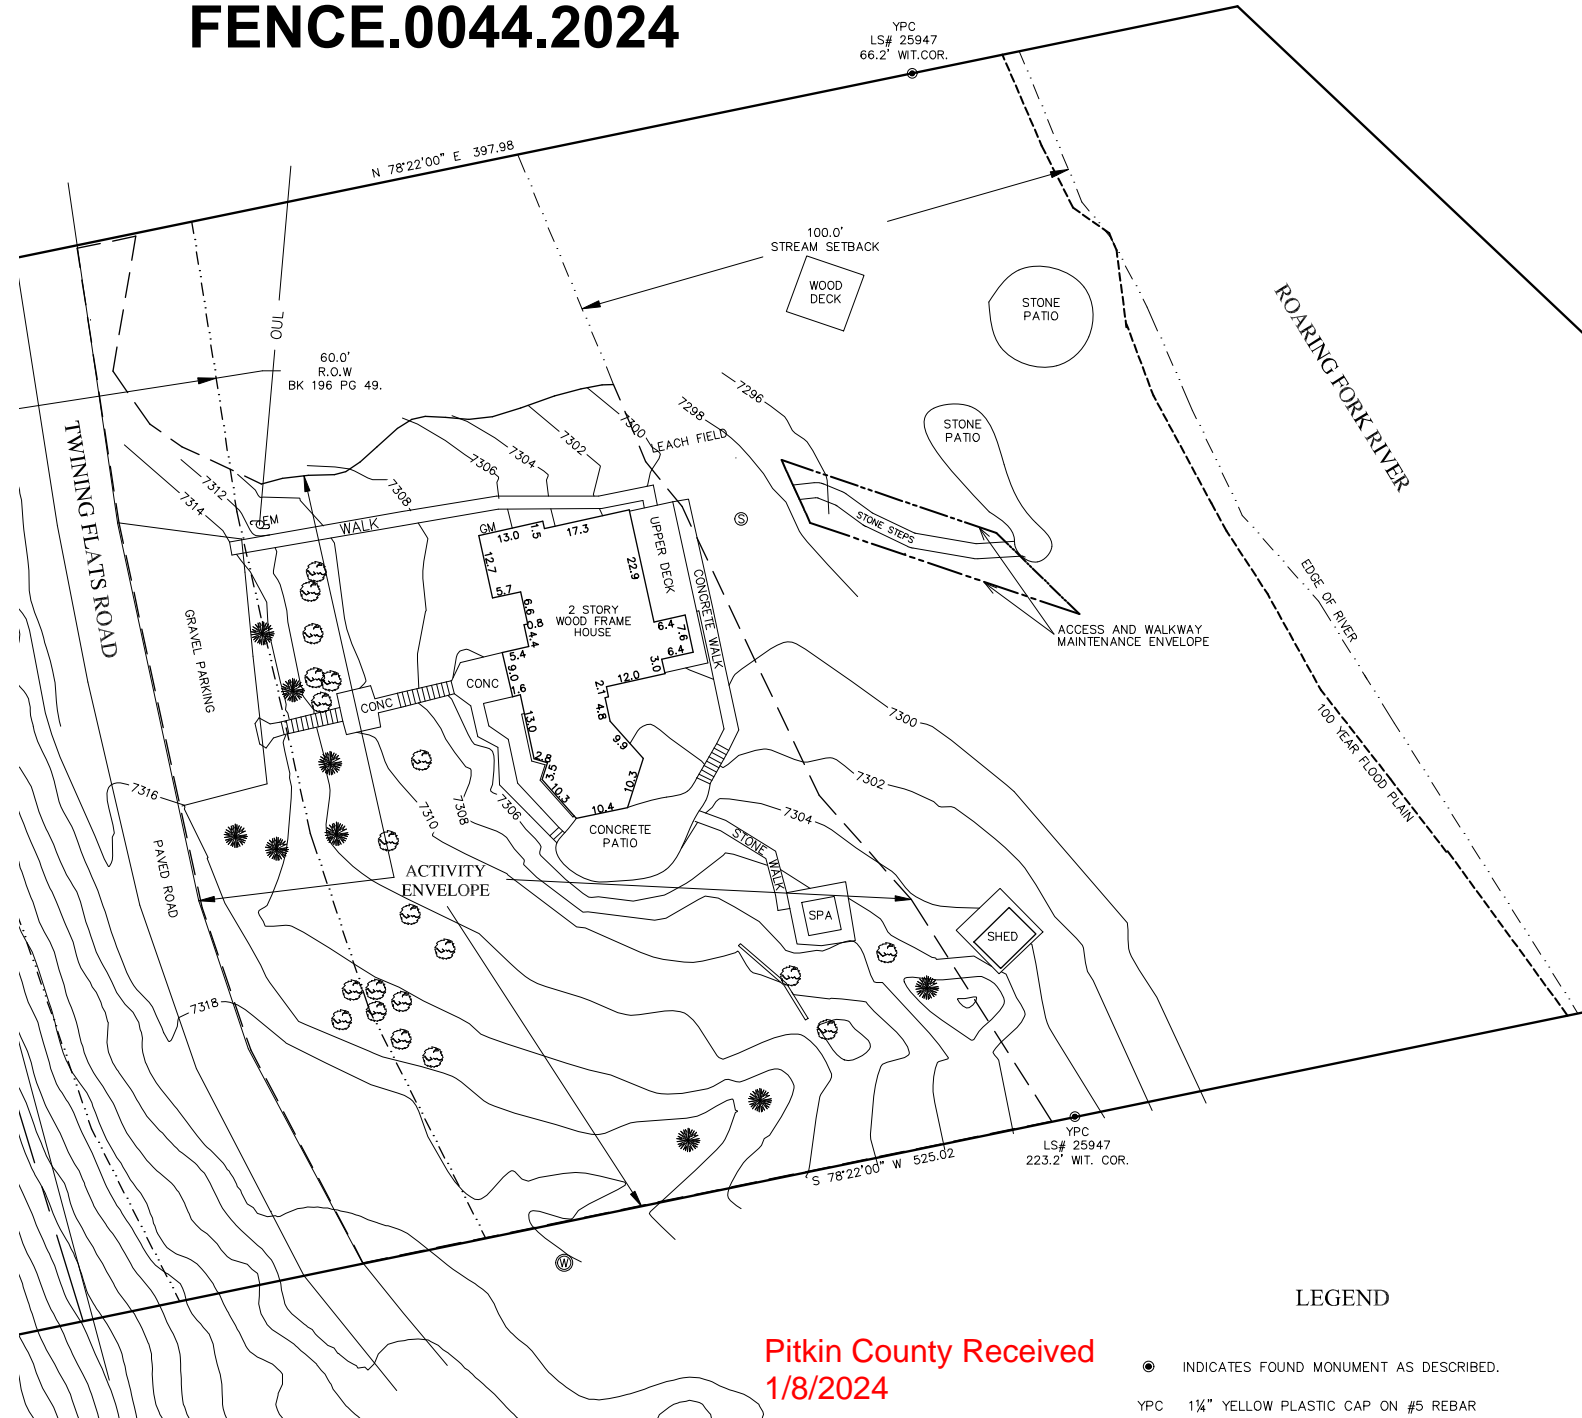 FENCE.0044.2024
YPC
LS# 25947
66.2' WIT.COR.
N 78°22'00" E 397.98
100.0'
STREAM SETBACK
WOOD
DECK
STONE
PATIO
ROARING FORK RIVER
OUL
60.0'
R.O.W
BK 196 PG 49.
7296
7298
7300
LEACH FIELD
7302
7304
7306
7308
7312
7314
STONE
PATIO
TWINING FLATS ROAD
EM
WALK
GM
13.0
1.5
17.3
12.7
5.7
6.6
0.8
4.4
5.4
9.0
1.6
13.0
2.8
3.5
10.3
10.4
10.3
9.9
4.8
2.1
12.0
3.0
6.4
7.6
6.4
22.9
UPPER DECK
CONCRETE WALK
2 STORY
WOOD FRAME
HOUSE
S
STONE STEPS
ACCESS AND WALKWAY
MAINTENANCE ENVELOPE
EDGE OF RIVER
100 YEAR FLOOD PLAIN
GRAVEL PARKING
CONC
CONC
7300
7302
7304
7316
7310
7308
7306
CONCRETE
PATIO
STONE WALK
PAVED ROAD
ACTIVITY
ENVELOPE
SPA
SHED
7318
YPC
LS# 25947
223.2' WIT. COR.
S 78°22'00" W 525.02
W
LEGEND
INDICATES FOUND MONUMENT AS DESCRIBED.
YPC 1¼" YELLOW PLASTIC CAP ON #5 REBAR
Pitkin County Received
1/8/2024